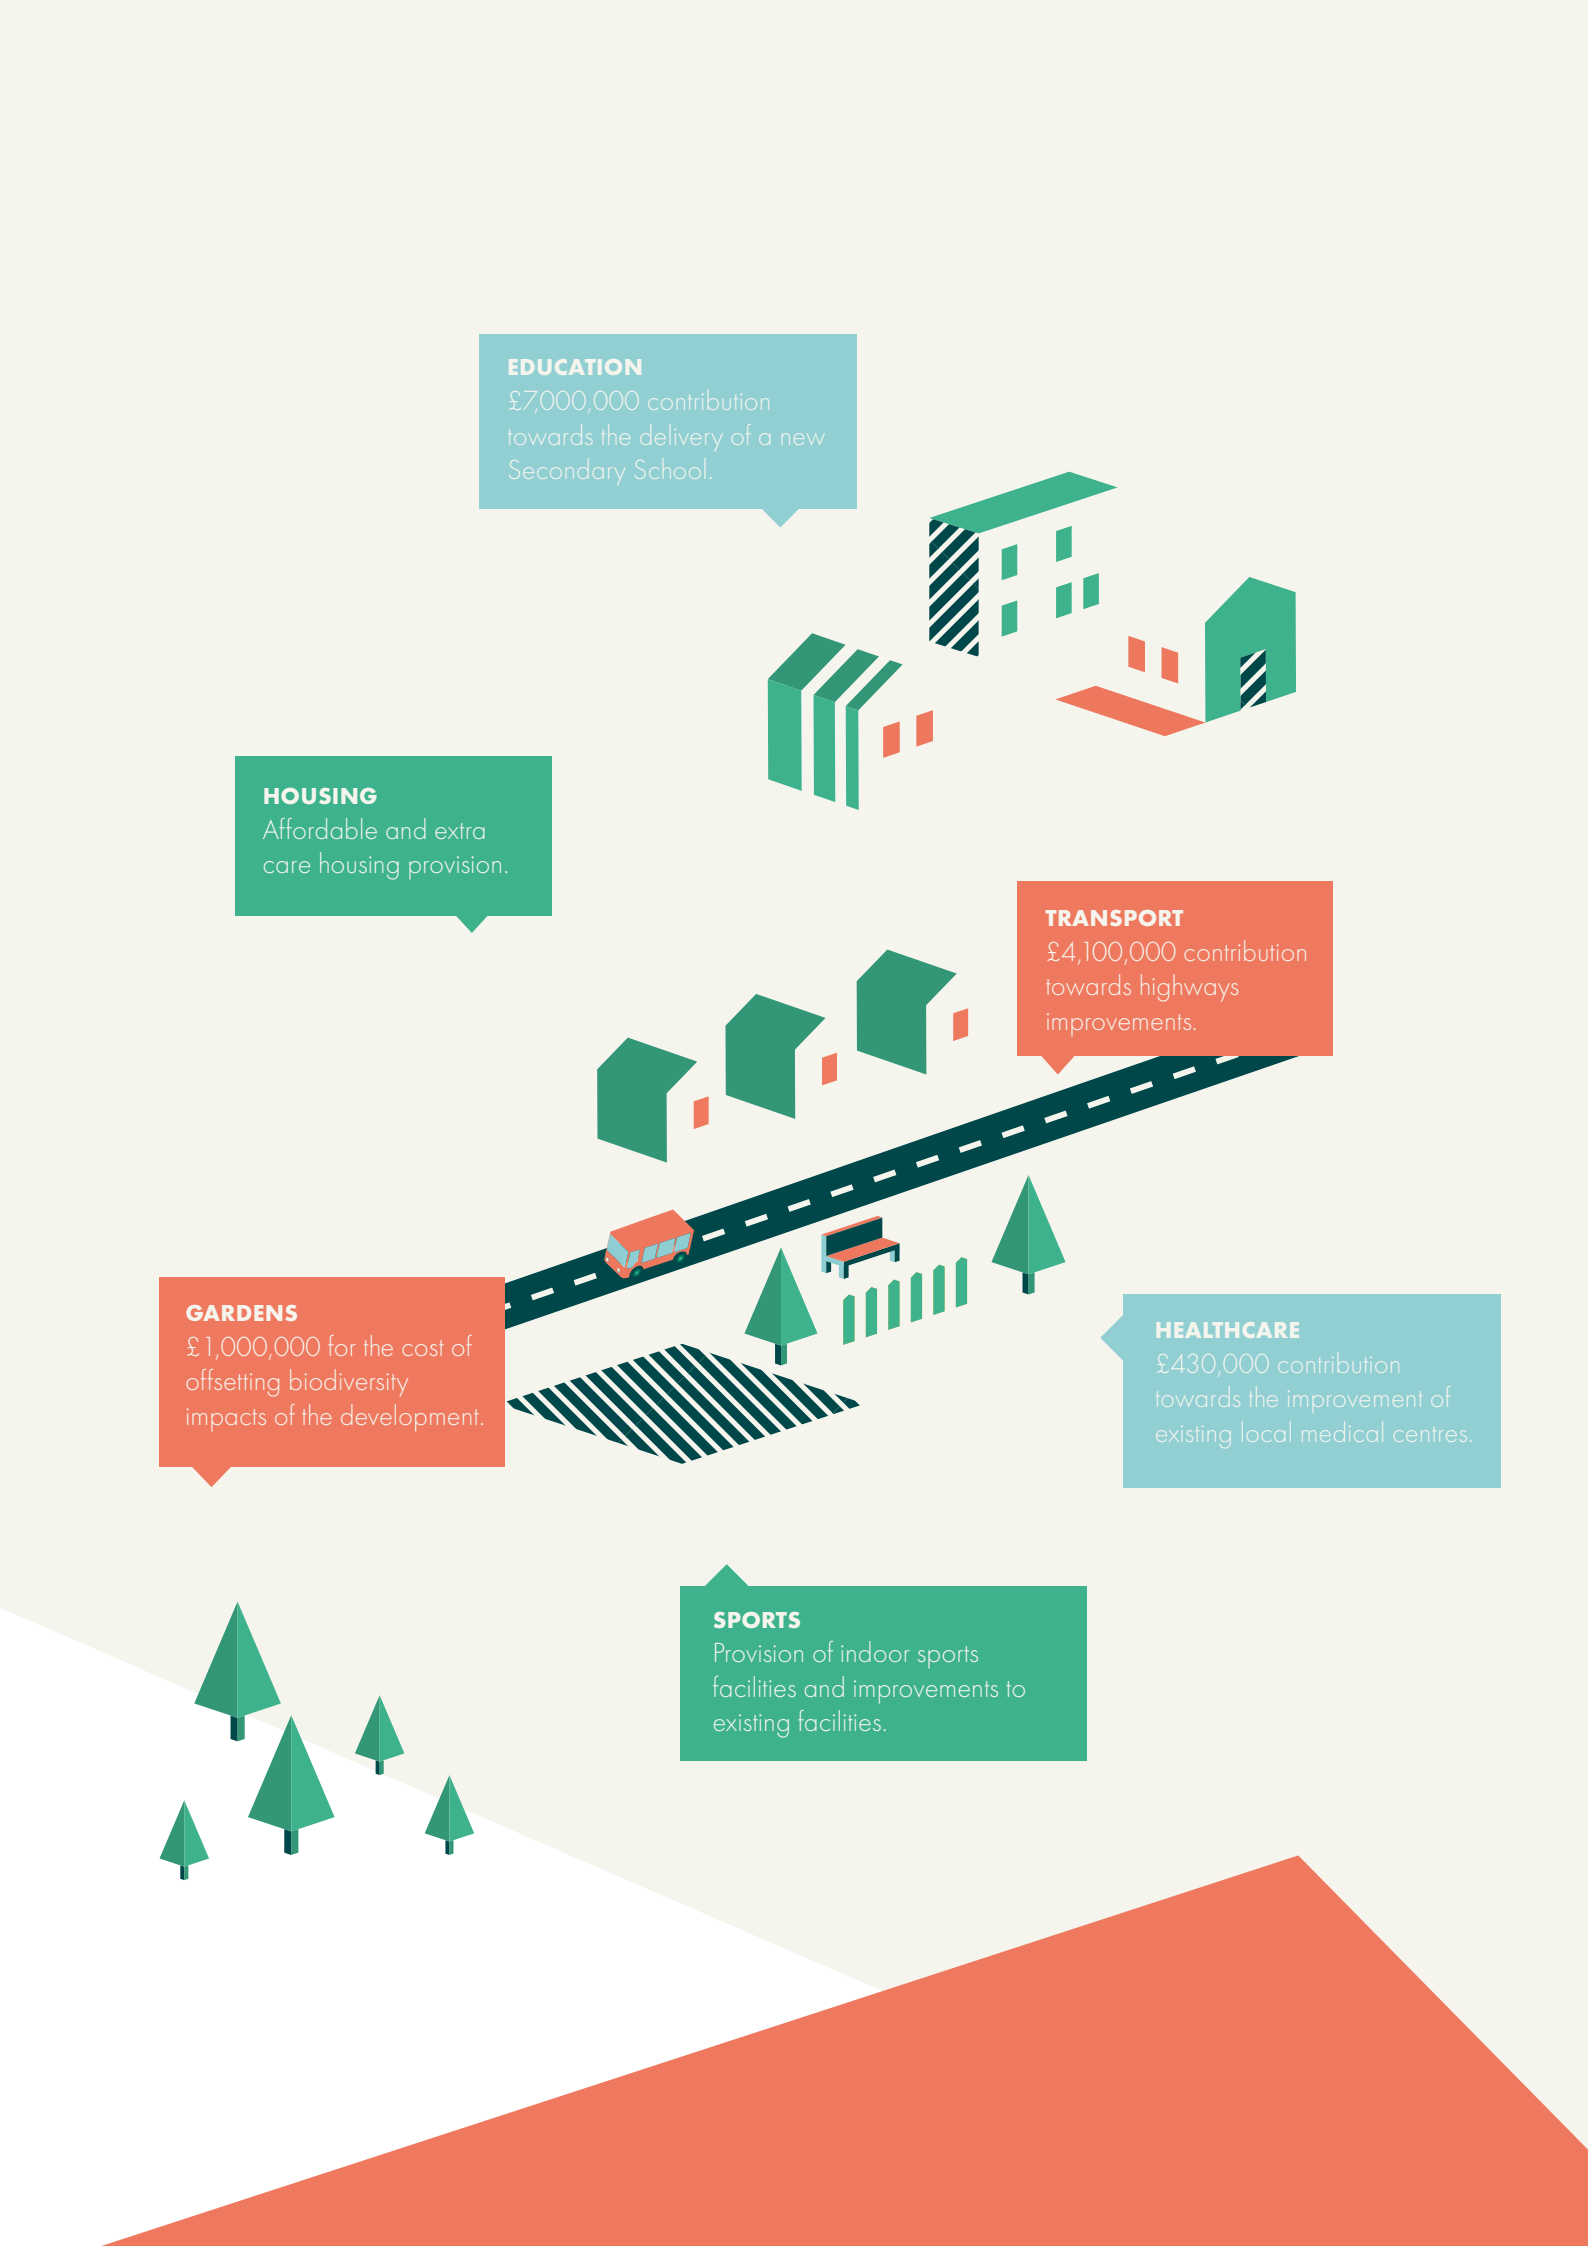 EDUCATION
£7,000,000 contribution
towards the delivery of a new
Secondary School.
HOUSING
Affordable and extra
care housing provision.
TRANSPORT
£4,100,000 contribution
towards highways
improvements.
GARDENS
£1,000,000 for the cost of
offsetting biodiversity
impacts of the development.
HEALTHCARE
£430,000 contribution
towards the improvement of
existing local medical centres.
SPORTS
Provision of indoor sports
facilities and improvements to
existing facilities.